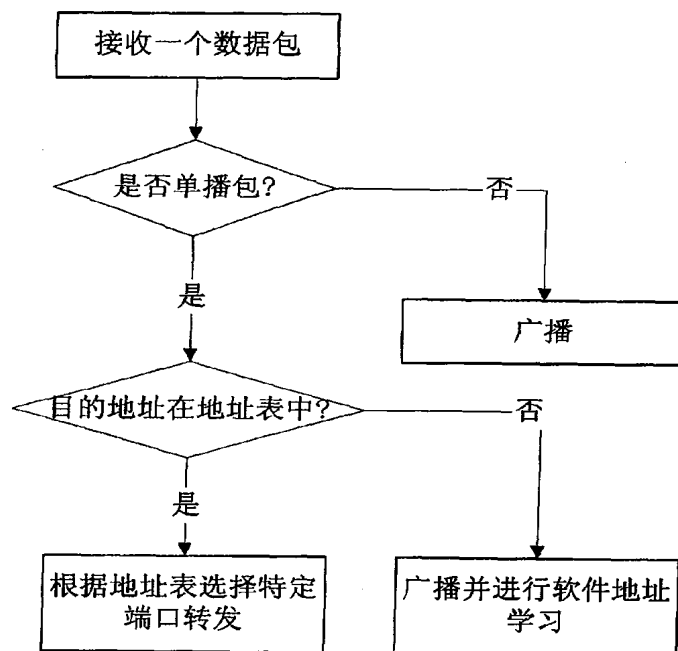 接收一个数据包
是否单播包?
否
是
广播
目的地址在地址表中?
否
是
根据地址表选择特定
端口转发
广播并进行软件地址
学习